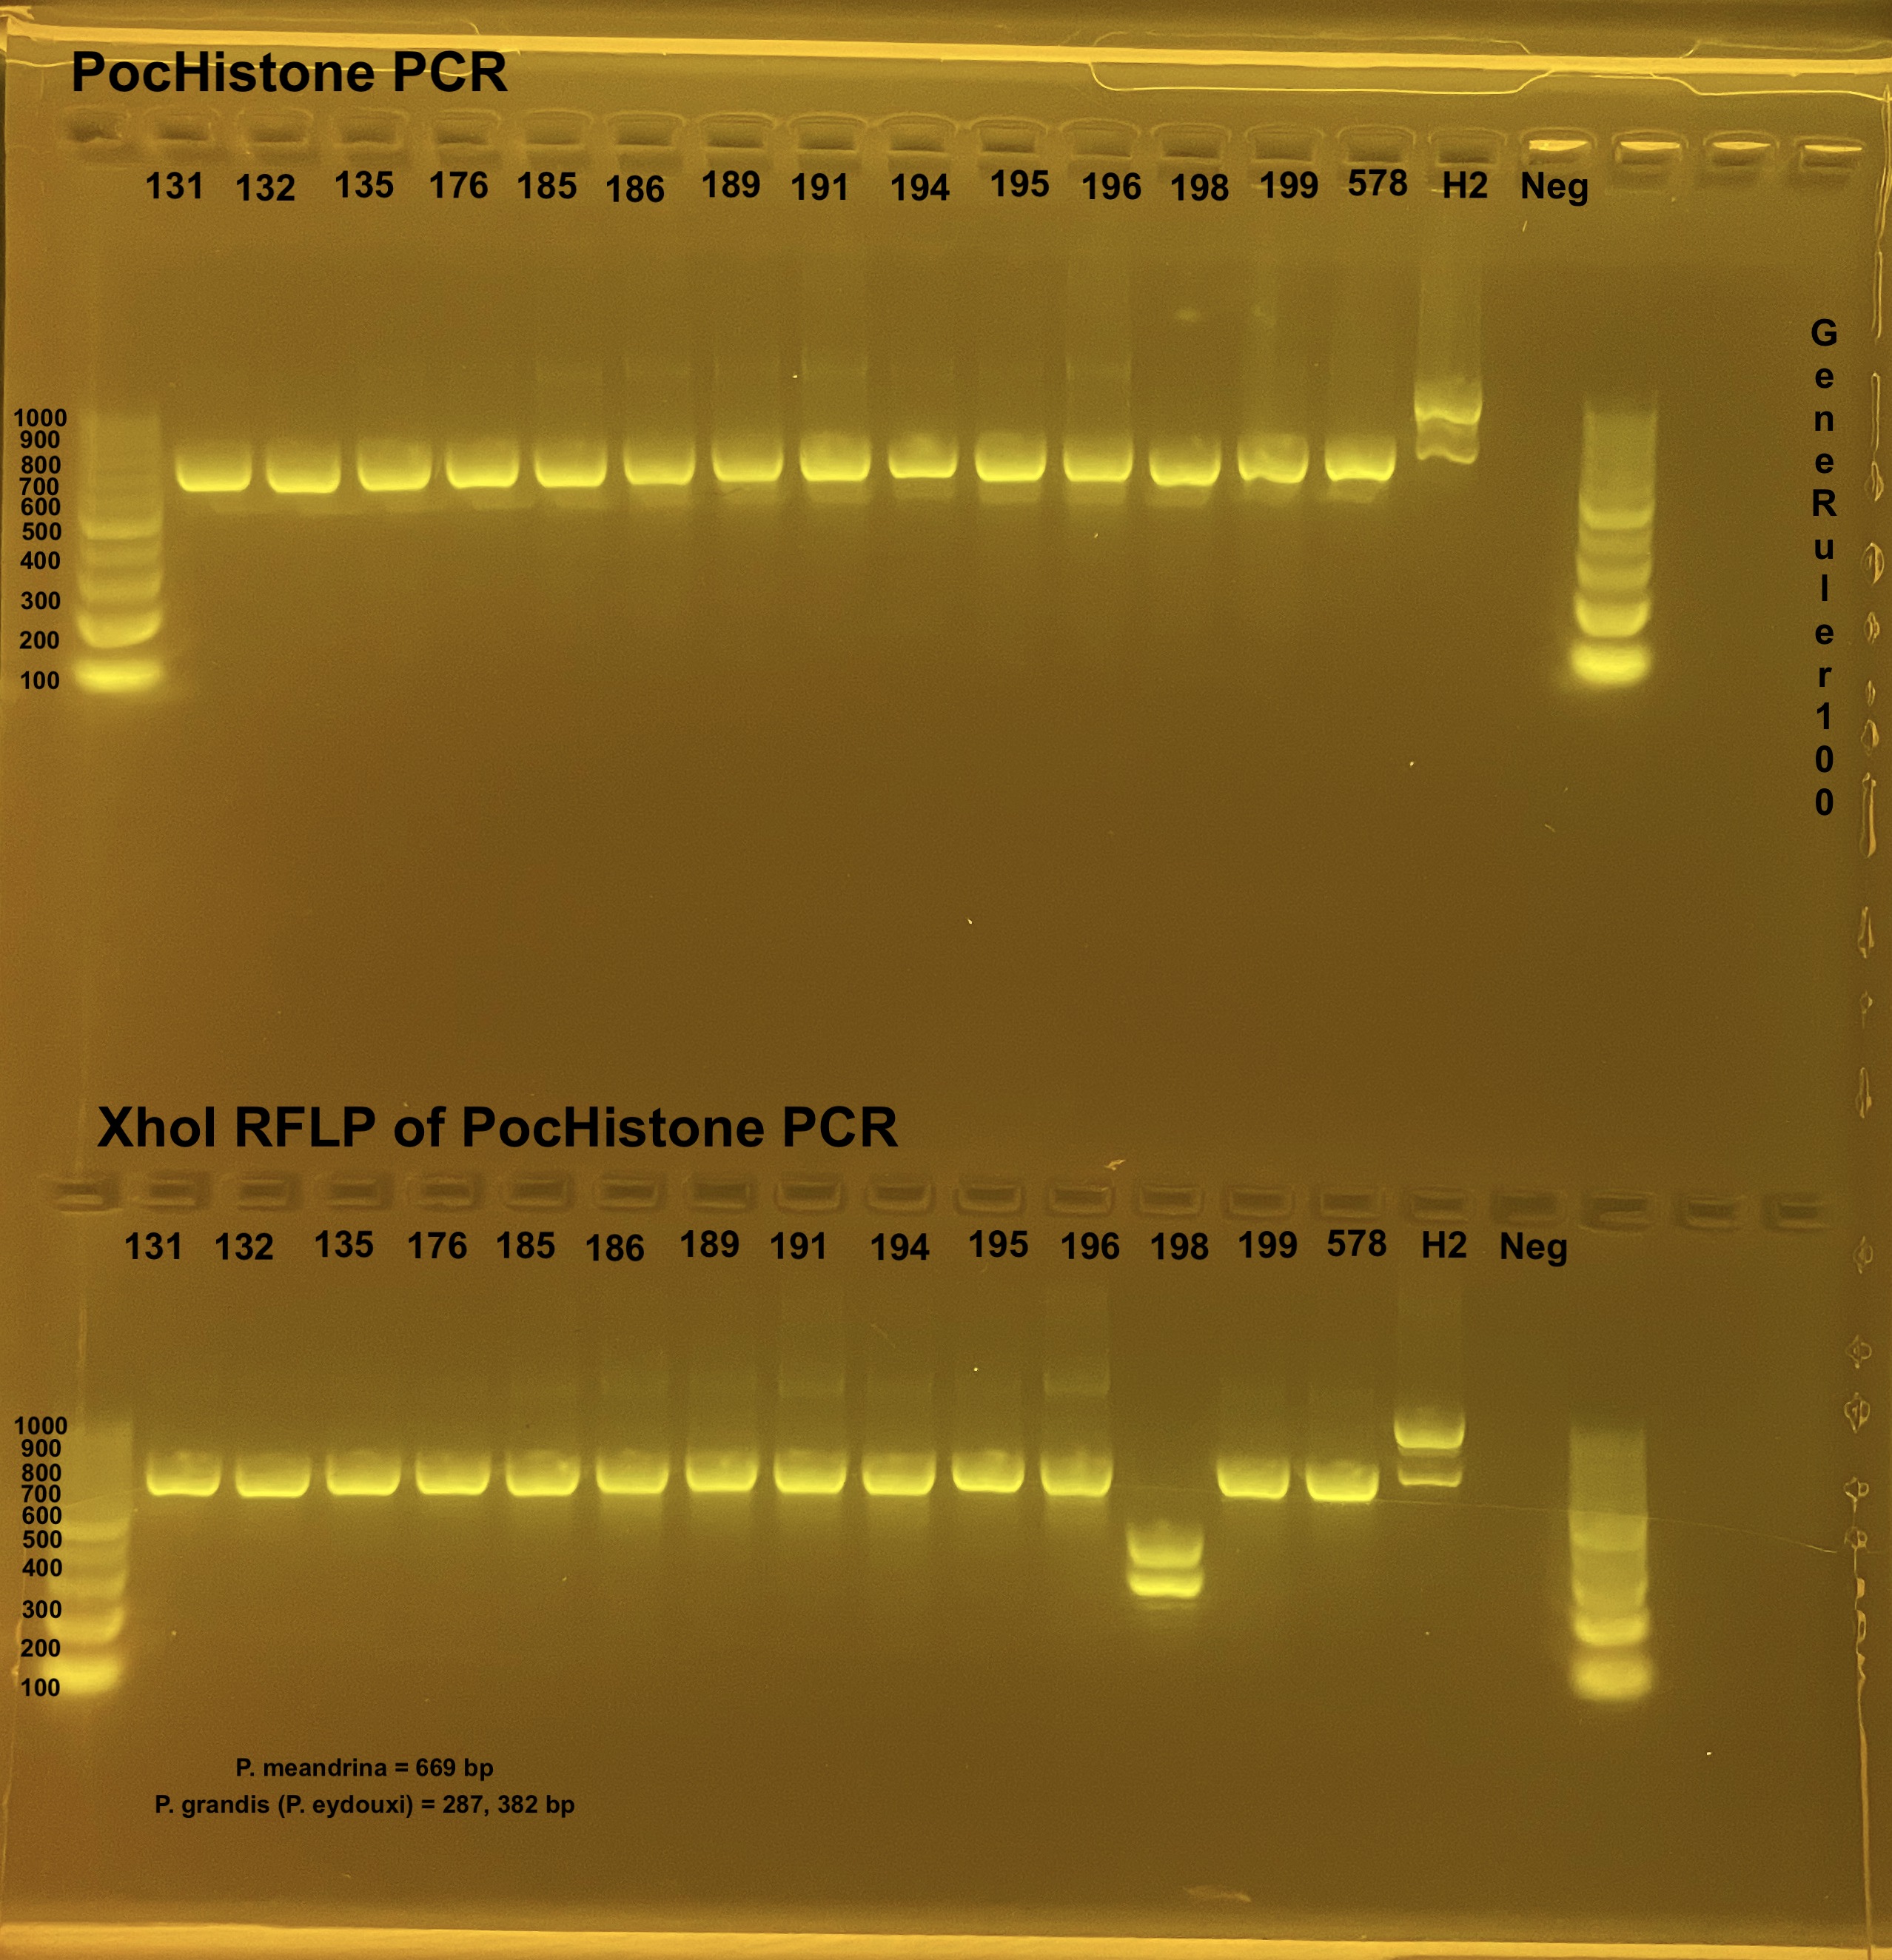 PocHistone PCR
131 132 135 176 185 186 189 191 194 195 196 198 199 578 H2 Neg
1000
900
800
700
600
500
400
300
200
100
GeneRuler100
XhoI RFLP of PocHistone PCR
131 132 135 176 185 186 189 191 194 195 196 198 199 578 H2 Neg
1000
900
800
700
600
500
400
300
200
100
P. meandrina = 669 bp
P. grandis (P. eydouxi) = 287, 382 bp